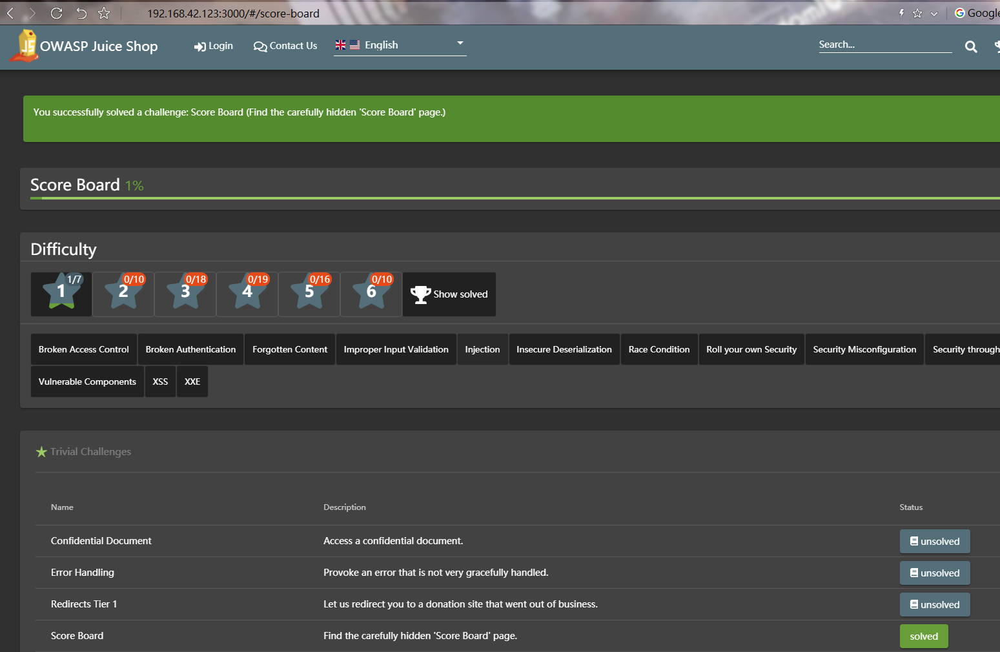 192.168.42.123:3000/#/score-board
Google
JS OWASP Juice Shop Login Contact Us English Search...
You successfully solved a challenge: Score Board (Find the carefully hidden 'Score Board' page.)
Score Board 1%
Difficulty
1 1/7 2 0/10 3 0/18 4 0/19 5 0/16 6 0/10 Show solved
Broken Access Control Broken Authentication Forgotten Content Improper Input Validation Injection Insecure Deserialization Race Condition Roll your own Security Security Misconfiguration Security through
Vulnerable Components XSS XXE
Trivial Challenges
Name Description Status
Confidential Document Access a confidential document. unsolved
Error Handling Provoke an error that is not very gracefully handled. unsolved
Redirects Tier 1 Let us redirect you to a donation site that went out of business. unsolved
Score Board Find the carefully hidden 'Score Board' page. solved